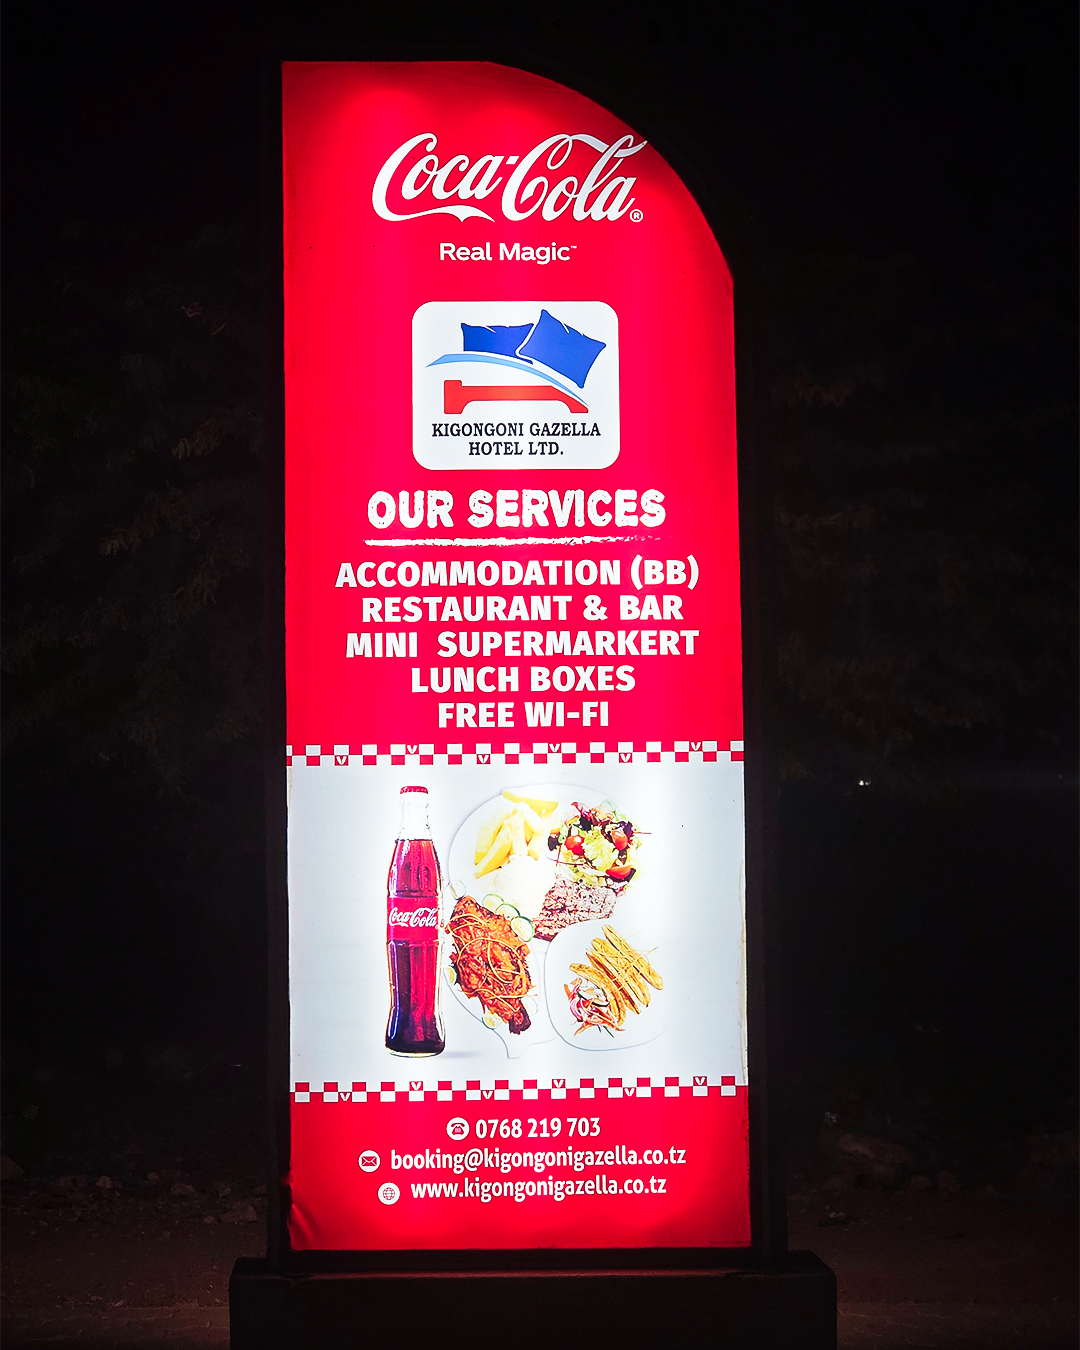 Coca-Cola®
Real Magic™
KIGONGONI GAZELLA
HOTEL LTD.
OUR SERVICES
ACCOMMODATION (BB)
RESTAURANT & BAR
MINI SUPERMARKERT
LUNCH BOXES
FREE WI-FI
Coca-Cola
0768 219 703
booking@kigongonigazella.co.tz
www.kigongonigazella.co.tz